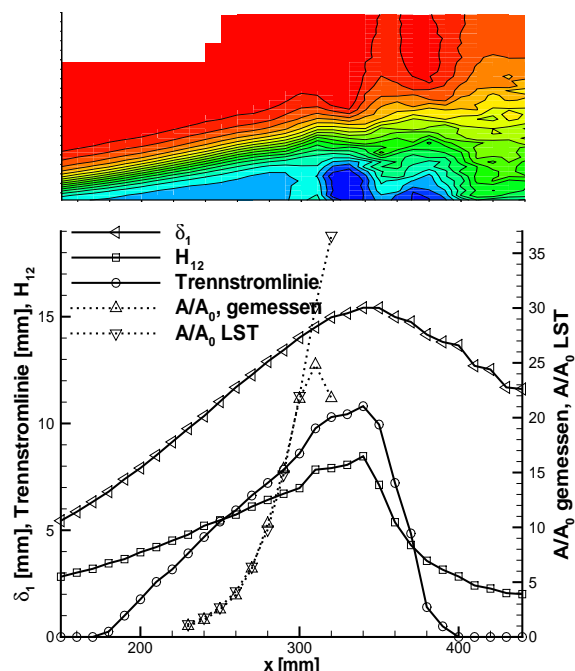 δ₁
H₁₂
Trennstromlinie
A/A₀, gemessen
A/A₀ LST
δ₁ [mm], Trennstromlinie [mm], H₁₂
0
5
10
15
200
300
400
x [mm]
0
5
10
15
20
25
30
35
A/A₀ gemessen, A/A₀ LST